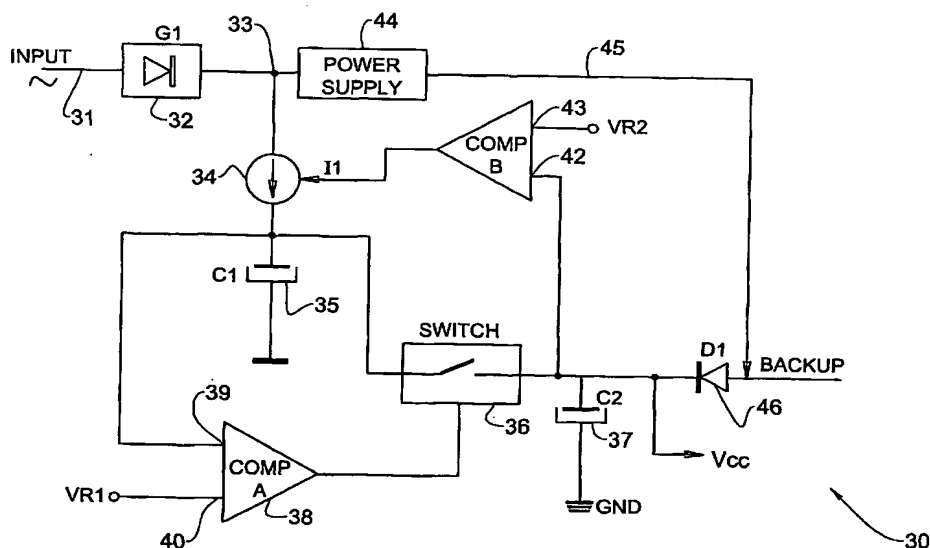 G1
33
44
INPUT
POWER
SUPPLY
45
31
32
43
VR2
COMP
B
42
34
I1
C1
35
SWITCH
D1
BACKUP
39
36
C2
37
46
COMP
A
Vcc
VR1
38
GND
40
30